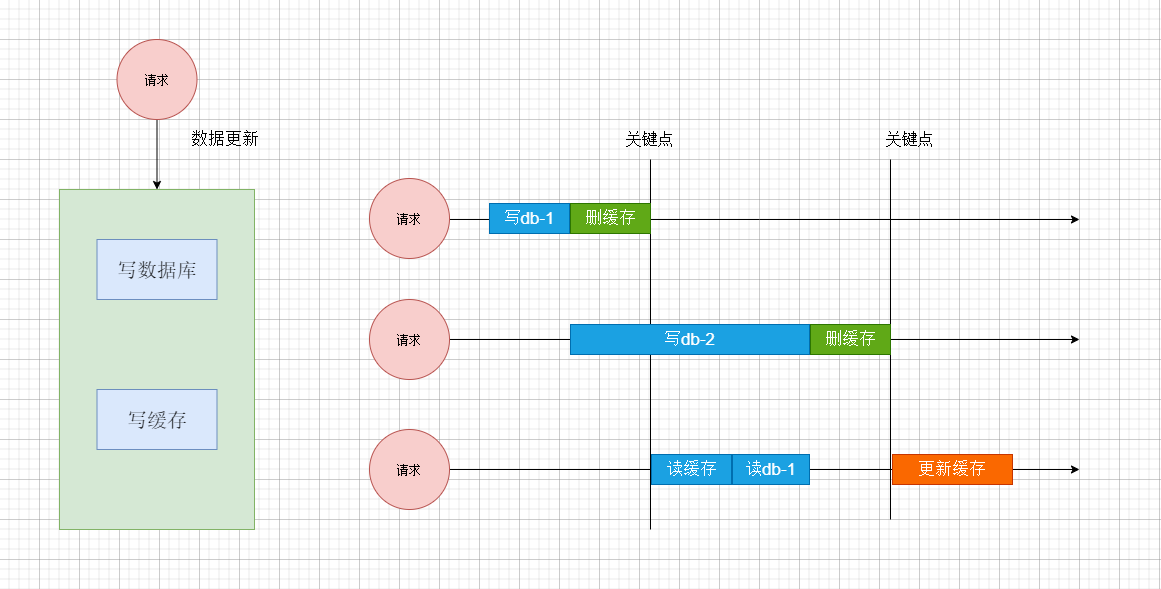 请求
数据更新
写数据库
写缓存
关键点
关键点
请求
写db-1
删缓存
请求
写db-2
删缓存
请求
读缓存
读db-1
更新缓存